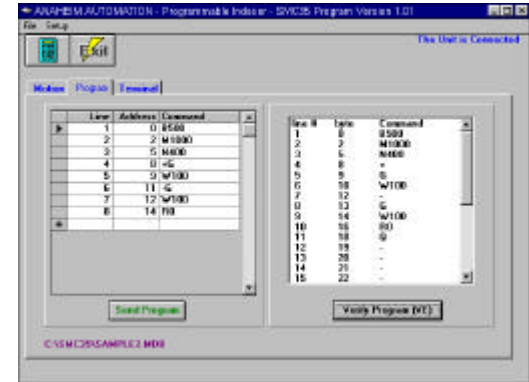 ANAHEIM AUTOMATION - Programmable Indexer - SMC35 Program Version 1.01
File Setup
Exit
The Unit is Connected
Motion Program Terminal
Line Address Command
1 0 B500
2 2 M1000
3 5 N400
4 8 +G
5 9 W100
6 11 -G
7 12 W100
8 14 R0
Send Program
line # byte Command
1 0 B500
2 2 M1000
3 5 N400
4 8 +
5 9 G
6 10 W100
7 12 -
8 13 G
9 14 W100
10 16 R0
11 18
12 19 -
13 20 -
14 21 -
15 22 -
Verify Program (VE)
C:\SMC35\SAMPLE2.MDB